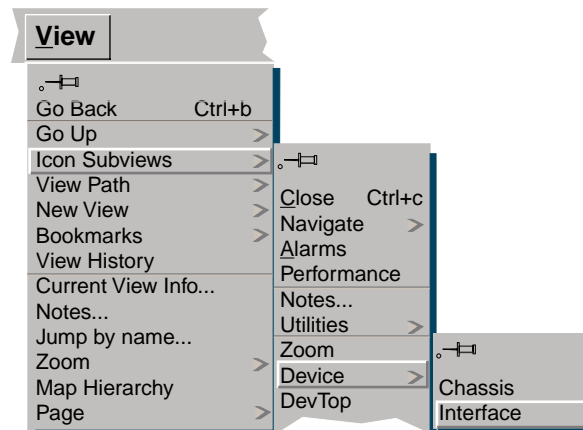 View
Go Back Ctrl+b
Go Up
Icon Subviews
View Path
New View
Bookmarks
View History
Current View Info...
Notes...
Jump by name...
Zoom
Map Hierarchy
Page
Close Ctrl+c
Navigate
Alarms
Performance
Notes...
Utilities
Zoom
Device
DevTop
Chassis
Interface